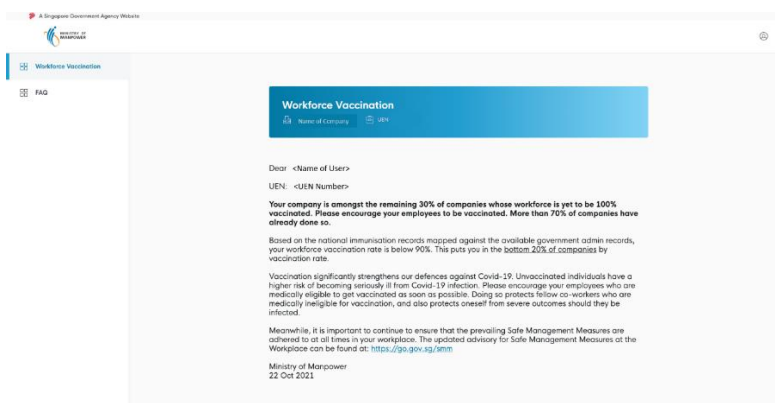 A Singapore Government Agency Website
MINISTRY OF
MANPOWER
Workforce Vaccination
FAQ
Workforce Vaccination
Name of Company UEN
Dear <Name of User>
UEN: <UEN Number>
Your company is amongst the remaining 30% of companies whose workforce is yet to be 100%
vaccinated. Please encourage your employees to be vaccinated. More than 70% of companies have
already done so.
Based on the national immunisation records mapped against the available government admin records,
your workforce vaccination rate is below 90%. This puts you in the bottom 20% of companies by
vaccination rate.
Vaccination significantly strengthens our defences against Covid-19. Unvaccinated individuals have a
higher risk of becoming seriously ill from Covid-19 infection. Please encourage your employees who are
medically eligible to get vaccinated as soon as possible. Doing so protects fellow co-workers who are
medically ineligible for vaccination, and also protects oneself from severe outcomes should they be
infected.
Meanwhile, it is important to continue to ensure that the prevailing Safe Management Measures are
adhered to at all times in your workplace. The updated advisory for Safe Management Measures at the
Workplace can be found at: https://go.gov.sg/smm
Ministry of Manpower
22 Oct 2021